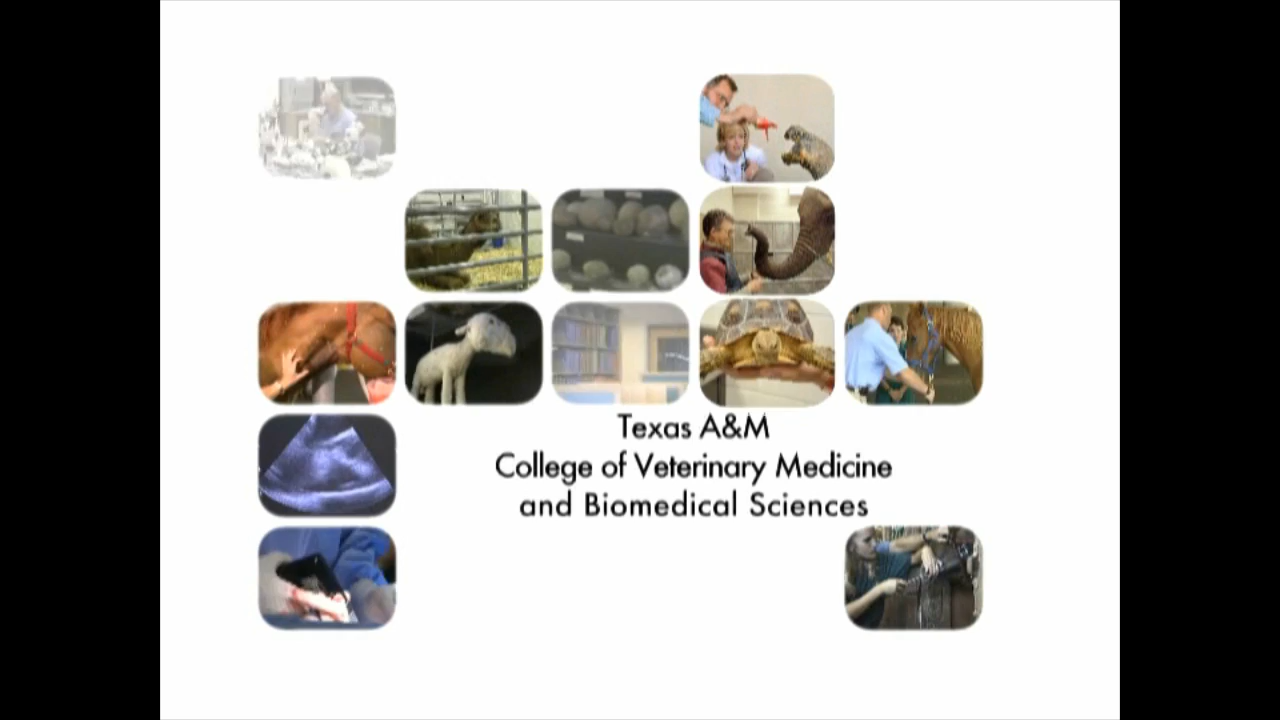 Texas A&M
College of Veterinary Medicine
and Biomedical Sciences